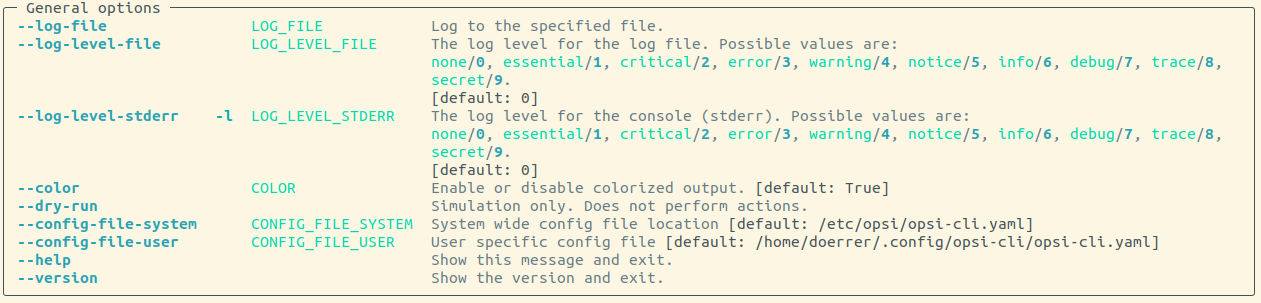 General options
--log-file LOG_FILE Log to the specified file.
--log-level-file LOG_LEVEL_FILE The log level for the log file. Possible values are:
none/0, essential/1, critical/2, error/3, warning/4, notice/5, info/6, debug/7, trace/8,
secret/9.
[default: 0]
--log-level-stderr -l LOG_LEVEL_STDERR The log level for the console (stderr). Possible values are:
none/0, essential/1, critical/2, error/3, warning/4, notice/5, info/6, debug/7, trace/8,
secret/9.
[default: 0]
--color COLOR Enable or disable colorized output. [default: True]
--dry-run Simulation only. Does not perform actions.
--config-file-system CONFIG_FILE_SYSTEM System wide config file location [default: /etc/opsi/opsi-cli.yaml]
--config-file-user CONFIG_FILE_USER User specific config file [default: /home/doerrer/.config/opsi-cli/opsi-cli.yaml]
--help Show this message and exit.
--version Show the version and exit.